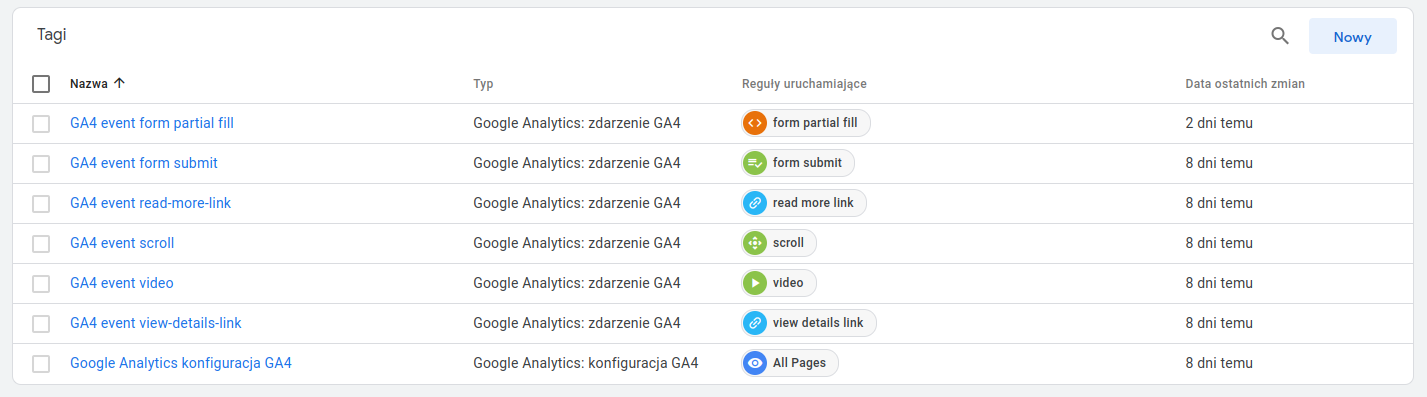 Tagi
Nowy
Nazwa Typ Reguły uruchamiające Data ostatnich zmian
GA4 event form partial fill Google Analytics: zdarzenie GA4 form partial fill 2 dni temu
GA4 event form submit Google Analytics: zdarzenie GA4 form submit 8 dni temu
GA4 event read-more-link Google Analytics: zdarzenie GA4 read more link 8 dni temu
GA4 event scroll Google Analytics: zdarzenie GA4 scroll 8 dni temu
GA4 event video Google Analytics: zdarzenie GA4 video 8 dni temu
GA4 event view-details-link Google Analytics: zdarzenie GA4 view details link 8 dni temu
Google Analytics konfiguracja GA4 Google Analytics: konfiguracja GA4 All Pages 8 dni temu